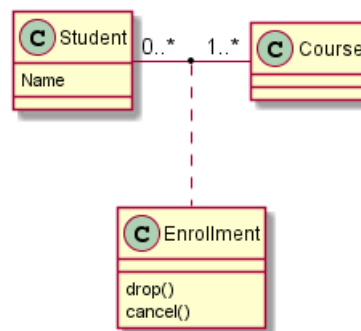 C Student
0..*
1..*
C Course
Name
C Enrollment
drop()
cancel()